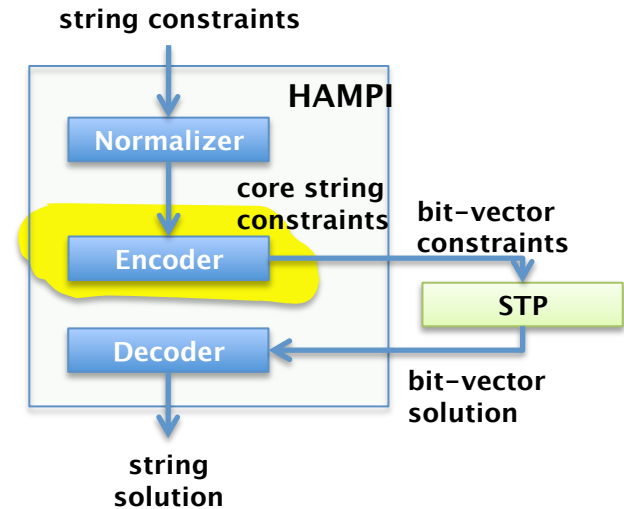 string constraints
HAMPI
Normalizer
core string
constraints
bit-vector
constraints
Encoder
STP
Decoder
bit-vector
solution
string
solution